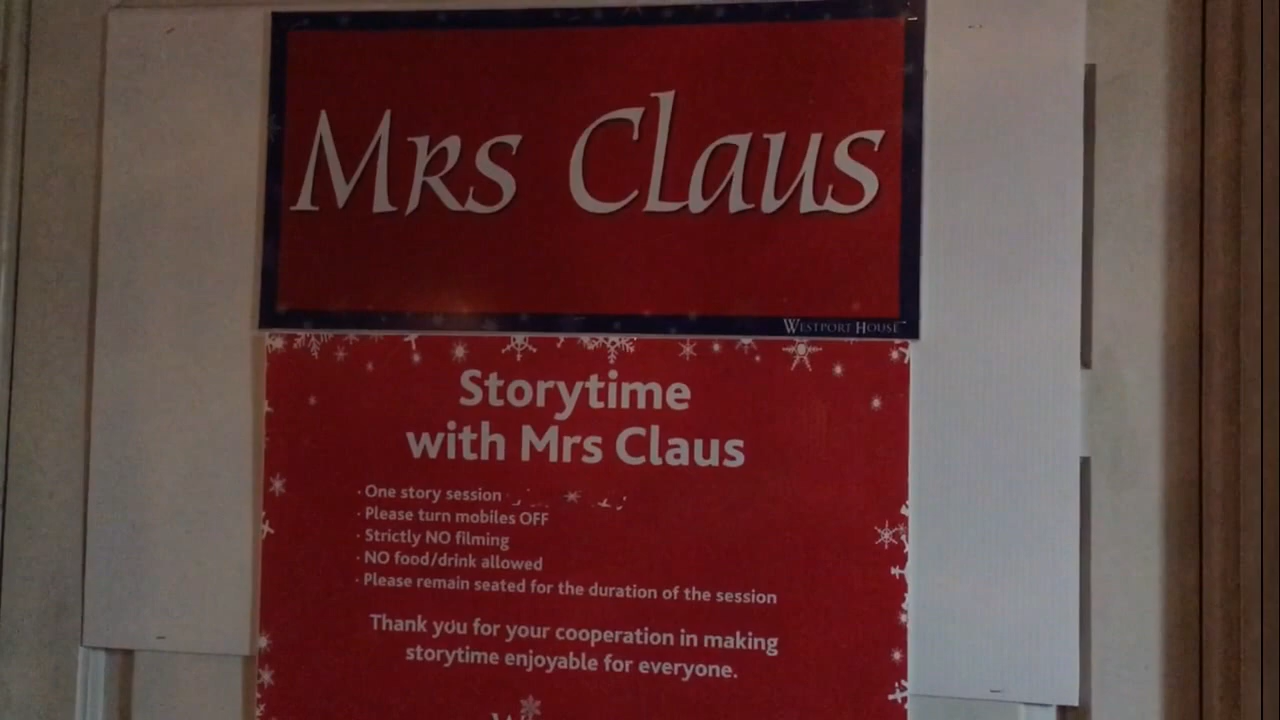 Mrs Claus
WESTPORT HOUSE
Storytime
with Mrs Claus
· One story session
· Please turn mobiles OFF
· Strictly NO filming
· NO food/drink allowed
· Please remain seated for the duration of the session
Thank you for your cooperation in making
storytime enjoyable for everyone.